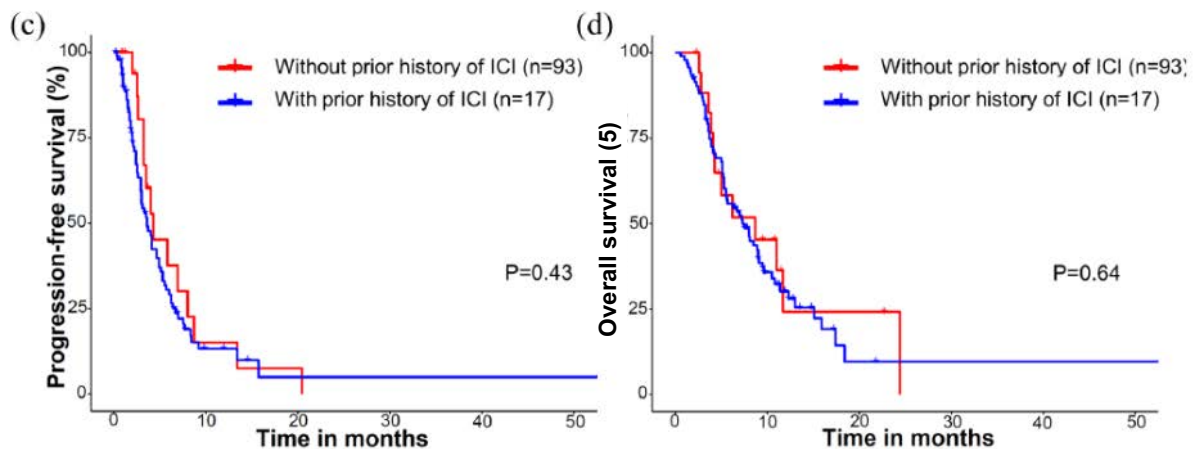 (c)
Progression-free survival (%)
100
75
50
25
0
Without prior history of ICI (n=93)
With prior history of ICI (n=17)
P=0.43
0 10 20 30 40 50
Time in months
(d)
Overall survival (5)
100
75
50
25
0
Without prior history of ICI (n=93)
With prior history of ICI (n=17)
P=0.64
0 10 20 30 40 50
Time in months